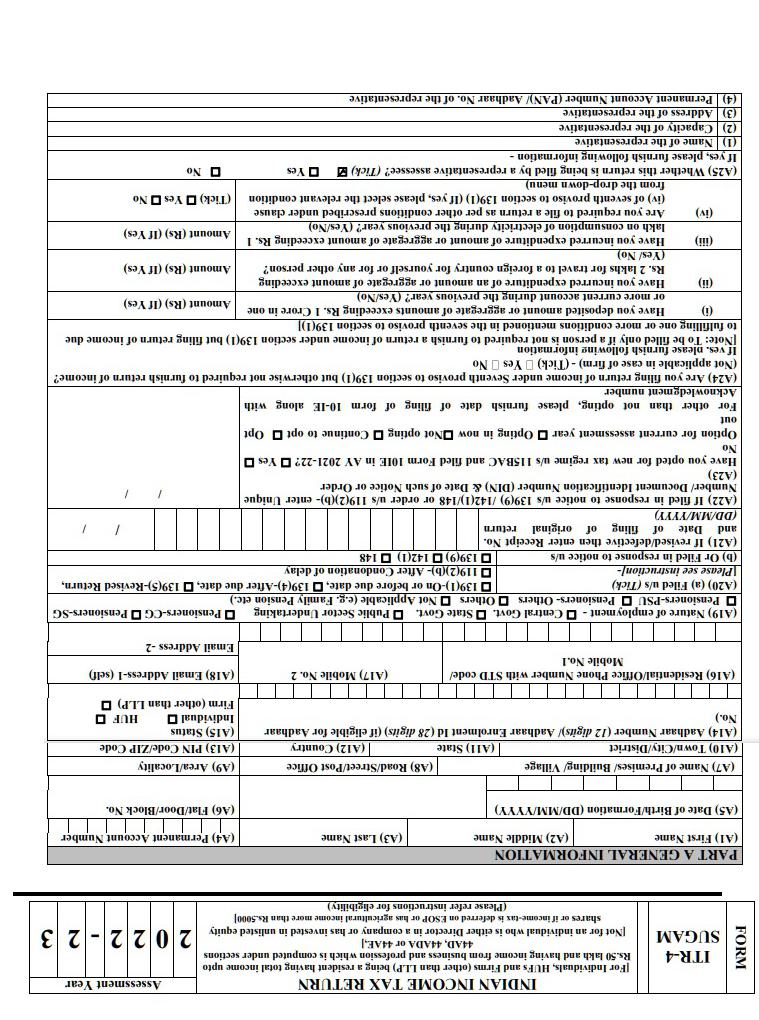 FORM
ITR-4
SUGAM
INDIAN INCOME TAX RETURN
[For Individuals, HUFs and Firms (other than LLP) being a resident having total income upto
Rs.50 lakh and having income from business and profession which is computed under sections
44AD, 44ADA or 44AE]
[Not for an individual who is either Director in a company or has invested in unlisted equity
shares or if income-tax is deferred on ESOP or has agricultural income more than Rs.5000]
(Please refer instructions for eligibility)
Assessment Year
2 0 2 2 - 2 3
PART A GENERAL INFORMATION
(A1) First Name
(A2) Middle Name
(A3) Last Name
(A4) Permanent Account Number
(A5) Date of Birth/Formation (DD/MM/YYYY)
(A6) Flat/Door/Block No.
(A7) Name of Premises/ Building/ Village
(A8) Road/Street/Post Office
(A9) Area/Locality
(A10) Town/City/District
(A11) State
(A12) Country
(A13) PIN Code/ZIP Code
(A14) Aadhaar Number (12 digits)/ Aadhaar Enrolment Id (28 digits) (if eligible for Aadhaar
No.)
(A15) Status
Individual ☐ HUF ☐
Firm (other than LLP) ☐
(A16) Residential/Office Phone Number with STD code/
Mobile No.1
(A17) Mobile No. 2
(A18) Email Address-1 (self)
Email Address -2
(A19) Nature of employment - ☐ Central Govt. ☐ State Govt. ☐ Public Sector Undertaking ☐ Pensioners-CG ☐ Pensioners-SG
☐ Pensioners-PSU ☐ Pensioners- Others ☐ Others ☐ Not Applicable (e.g. Family Pension etc.)
(A20) (a) Filed u/s (Tick)
[Please see instruction]-
☐ 139(1)-On or before due date, ☐ 139(4)-After due date, ☐ 139(5)-Revised Return,
☐ 119(2)(b)- After Condonation of delay
(b) Or Filed in response to notice u/s
☐ 139(9) ☐ 142(1) ☐ 148
(A21) If revised/defective then enter Receipt No.
and Date of filing of original return
(DD/MM/YYYY)
/ /
(A22) If filed in response to notice u/s 139(9) /142(1)/148 or order u/s 119(2)(b)- enter Unique
Number/ Document Identification Number (DIN) & Date of such Notice or Order
/ /
(A23)
Have you opted for new tax regime u/s 115BAC and filed Form 10IE in AY 2021-22? ☐ Yes ☐
No
Option for current assessment year ☐ Opting in now ☐Not opting ☐ Continue to opt ☐ Opt
out
For other than not opting, please furnish date of filing of form 10-IE along with
Acknowledgment number
(A24) Are you filing return of income under Seventh proviso to section 139(1) but otherwise not required to furnish return of income?
(Not applicable in case of firm) - (Tick) ☐ Yes ☐ No
If yes, please furnish following information
[Note: To be filled only if a person is not required to furnish a return of income under section 139(1) but filing return of income due
to fulfilling one or more conditions mentioned in the seventh proviso to section 139(1)]
(i)
Have you deposited amount or aggregate of amounts exceeding Rs. 1 Crore in one
or more current account during the previous year? (Yes/No)
Amount (Rs) (If Yes)
(ii)
Have you incurred expenditure of an amount or aggregate of amount exceeding
Rs. 2 lakhs for travel to a foreign country for yourself or for any other person?
(Yes/ No)
Amount (Rs) (If Yes)
(iii)
Have you incurred expenditure of amount or aggregate of amount exceeding Rs. 1
lakh on consumption of electricity during the previous year? (Yes/No)
Amount (Rs) (If Yes)
(iv)
Are you required to file a return as per other conditions prescribed under clause
(iv) of seventh proviso to section 139(1) (If yes, please select the relevant condition
from the drop-down menu)
(Tick) ☐ Yes ☐ No
(A25) Whether this return is being filed by a representative assessee? (Tick) ☑ ☐ Yes ☐ No
If yes, please furnish following information -
(1) Name of the representative
(2) Capacity of the representative
(3) Address of the representative
(4) Permanent Account Number (PAN)/ Aadhaar No. of the representative